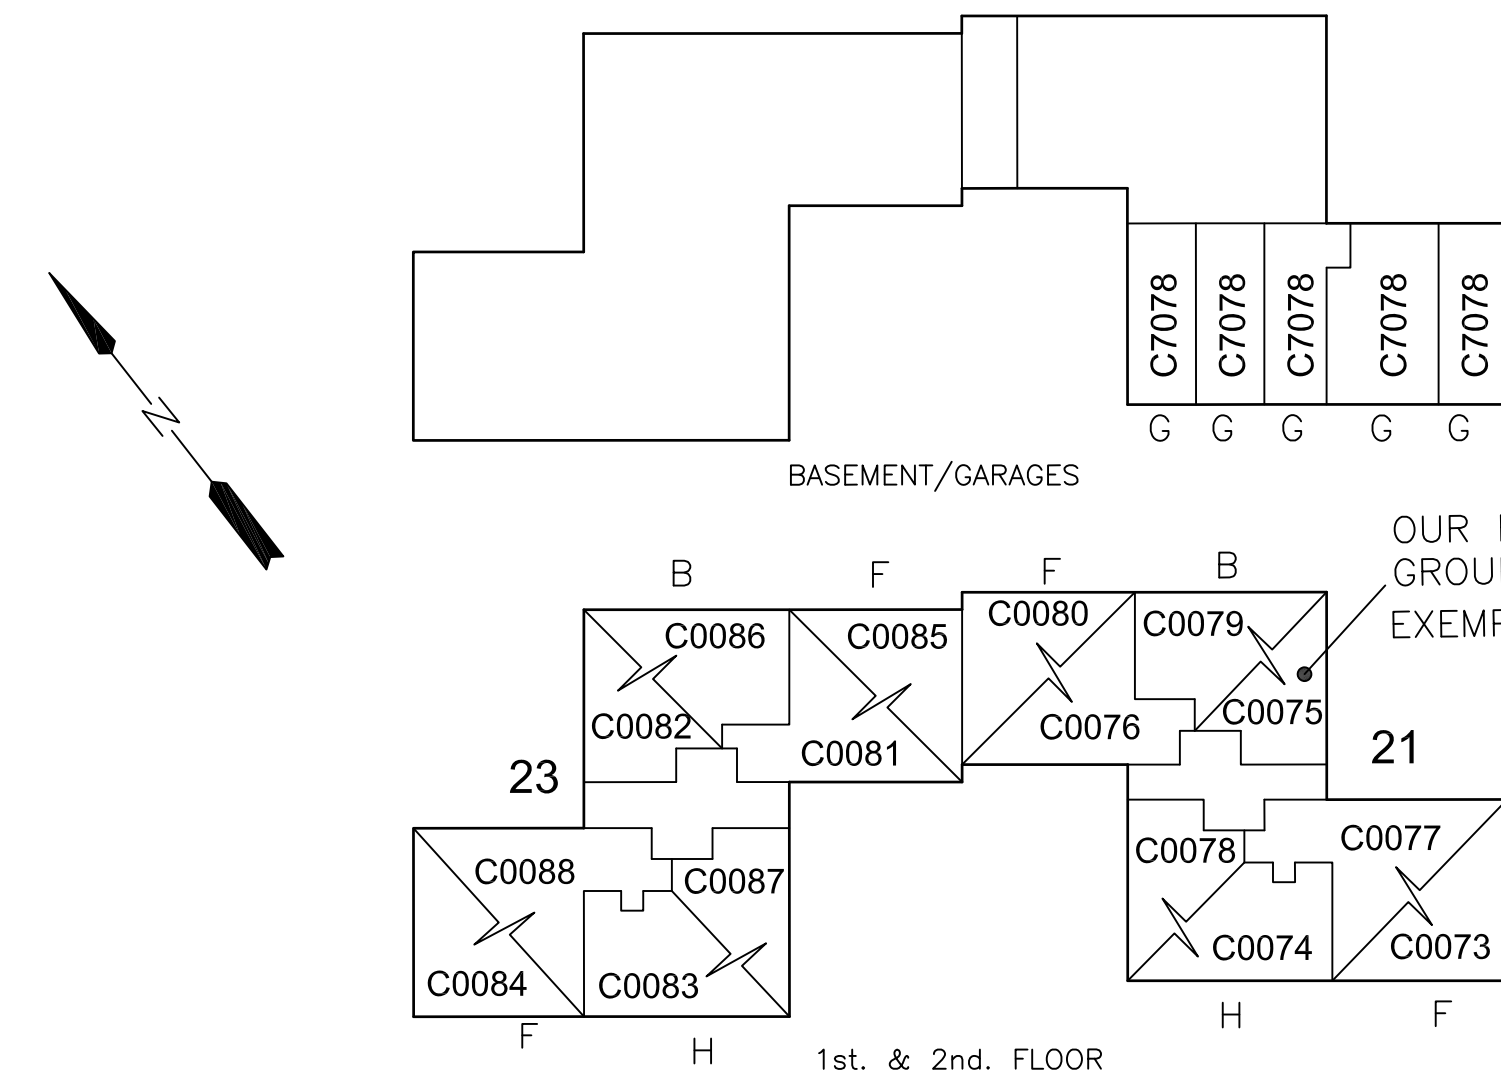 C7078 C7078 C7078 C7078 C7078
G G G G G
BASEMENT/GARAGES
N
OUR
GROU
EXEM
B F F B
C0086 C0085 C0080 C0079
C0082 C0081 C0076 C0075
23 21
C0088 C0087 C0078 C0077
C0084 C0083 C0074 C0073
F H H F
1st. & 2nd. FLOOR